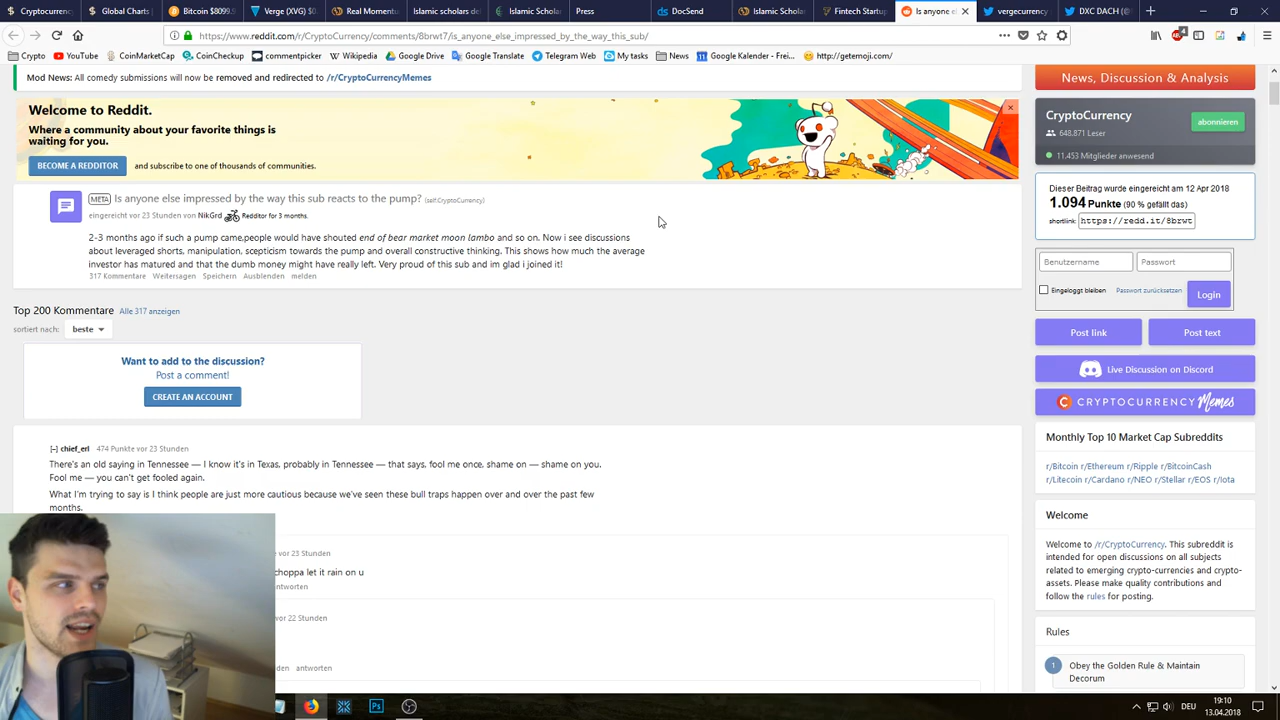 Cryptocurrenc
Global Charts |
Bitcoin $8099.9
Verge (XVG) $0.
Real Momentu
Islamic scholars del
Islamic Schola
Press
DocSend
Islamic Scholar
Fintech Startup
Is anyone el
vergecurrency
DXC DACH (@
https://www.reddit.com/r/CryptoCurrency/comments/8brwt7/is_anyone_else_impressed_by_the_way_this_sub/
Crypto
YouTube
CoinMarketCap
CoinCheckup
commentpicker
Wikipedia
Google Drive
Google Translate
Telegram Web
My tasks
News
Google Kalender - Frei...
http://getemoji.com/
Mod News: All comedy submissions will now be removed and redirected to /r/CryptoCurrencyMemes
Welcome to Reddit.
Where a community about your favorite things is
waiting for you.
BECOME A REDDITOR and subscribe to one of thousands of communities.
META Is anyone else impressed by the way this sub reacts to the pump? (self.CryptoCurrency)
eingereicht vor 23 Stunden von NikGrd Redditor for 3 months.
2-3 months ago if such a pump came,people would have shouted end of bear market moon lambo and so on. Now i see discussions
about leveraged shorts, manipulation, scepticism towards the pump and overall constructive thinking. This shows how much the average
investor has matured and that the dumb money might have really left. Very proud of this sub and im glad i joined it!
317 Kommentare Weitersagen Speichern Ausblenden melden
Top 200 Kommentare Alle 317 anzeigen
sortiert nach: beste
Want to add to the discussion?
Post a comment!
CREATE AN ACCOUNT
[–] chief_erl 474 Punkte vor 23 Stunden
There's an old saying in Tennessee — I know it's in Texas, probably in Tennessee — that says, fool me once, shame on — shame on you.
Fool me — you can't get fooled again.
What I'm trying to say is I think people are just more cautious because we've seen these bull traps happen over and over the past few
months.
vor 23 Stunden
choppa let it rain on u
antworten
vor 22 Stunden
antworten
News, Discussion & Analysis
CryptoCurrency
648.871 Leser
abonnieren
11.453 Mitglieder anwesend
Dieser Beitrag wurde eingereicht am 12 Apr 2018
1.094 Punkte (90 % gefällt das)
shortlink: https://redd.it/8brwt
Benutzername
Passwort
Eingeloggt bleiben
Passwort zurücksetzen
Login
Post link
Post text
Live Discussion on Discord
CRYPTOCURRENCY Memes
Monthly Top 10 Market Cap Subreddits
r/Bitcoin r/Ethereum r/Ripple r/BitcoinCash
r/Litecoin r/Cardano r/NEO r/Stellar r/EOS r/Iota
Welcome
Welcome to /r/CryptoCurrency. This subreddit is
intended for open discussions on all subjects
related to emerging crypto-currencies and crypto-
assets. Please make quality contributions and
follow the rules for posting.
Rules
1 Obey the Golden Rule & Maintain
Decorum
DEU
19:10
13.04.2018